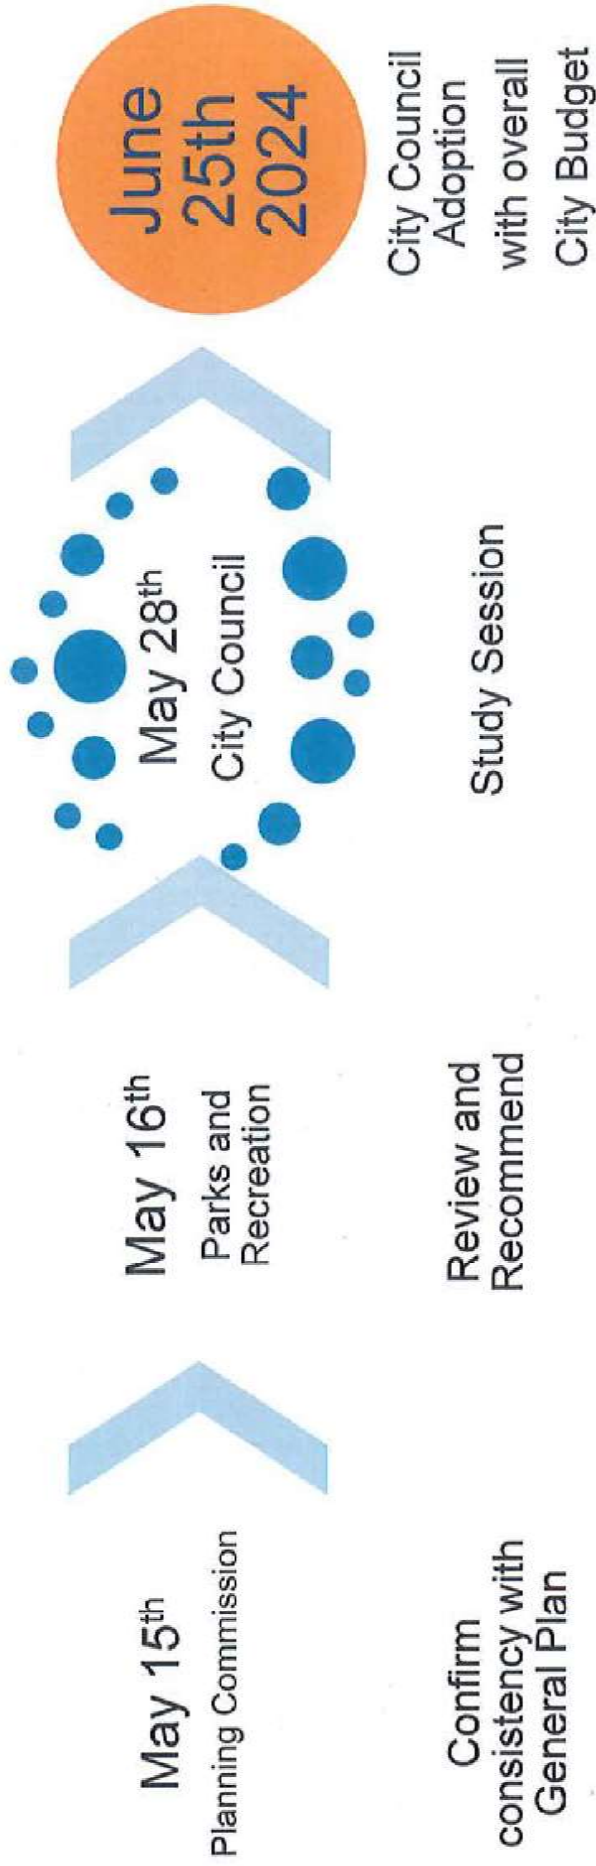 May 15th
Planning Commission
Confirm
consistency with
General Plan
May 16th
Parks and
Recreation
Review and
Recommend
May 28th
City Council
Study Session
June
25th
2024
City Council
Adoption
with overall
City Budget